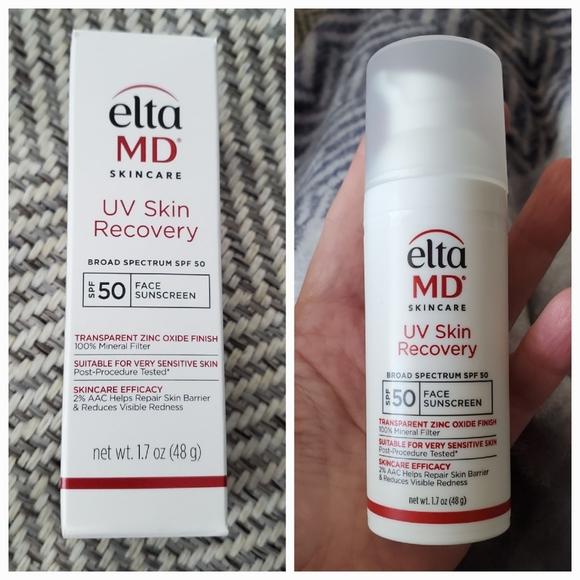 elta
MD®
SKINCARE
UV Skin
Recovery
BROAD SPECTRUM SPF 50
SPF 50 FACE
SUNSCREEN
TRANSPARENT ZINC OXIDE FINISH
100% Mineral Filter
SUITABLE FOR VERY SENSITIVE SKIN
Post-Procedure Tested*
SKINCARE EFFICACY
2% AAC Helps Repair Skin Barrier
& Reduces Visible Redness
net wt. 1.7 oz (48 g)
elta
MD®
SKINCARE
UV Skin
Recovery
BROAD SPECTRUM SPF 50
SPF 50 FACE
SUNSCREEN
TRANSPARENT ZINC OXIDE FINISH
100% Mineral Filter
SUITABLE FOR VERY SENSITIVE SKIN
Post-Procedure Tested*
SKINCARE EFFICACY
2% AAC Helps Repair Skin Barrier
& Reduces Visible Redness
net wt. 1.7 oz (48 g)